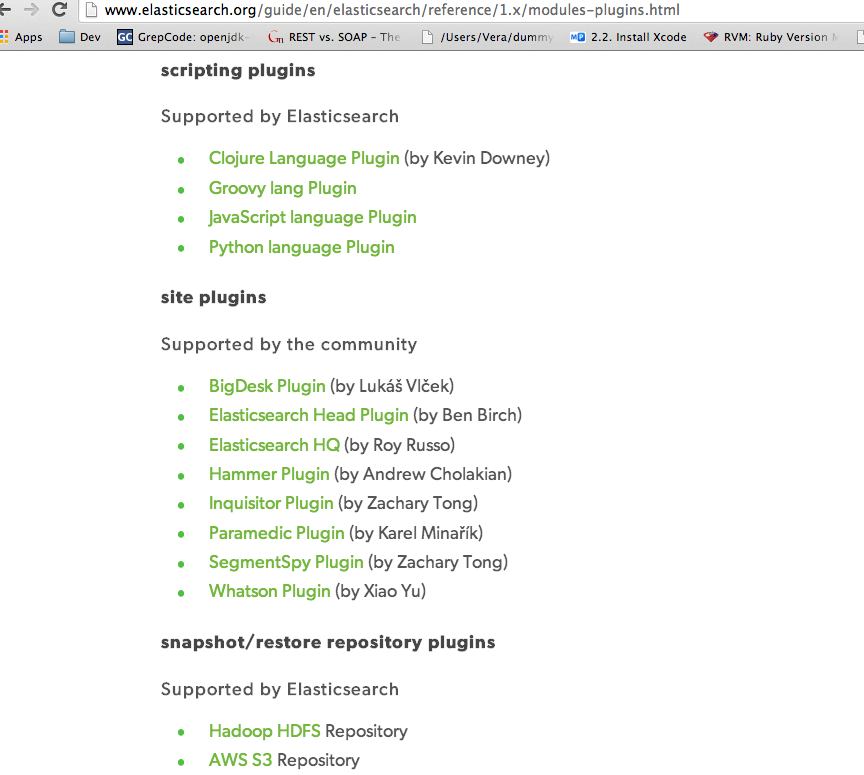 www.elasticsearch.org/guide/en/elasticsearch/reference/1.x/modules-plugins.html
Apps Dev GC GrepCode: openjdk- REST vs. SOAP – The /Users/Vera/dummy 2.2. Install Xcode RVM: Ruby Version
scripting plugins
Supported by Elasticsearch
• Clojure Language Plugin (by Kevin Downey)
• Groovy lang Plugin
• JavaScript language Plugin
• Python language Plugin
site plugins
Supported by the community
• BigDesk Plugin (by Lukáš Vlček)
• Elasticsearch Head Plugin (by Ben Birch)
• Elasticsearch HQ (by Roy Russo)
• Hammer Plugin (by Andrew Cholakian)
• Inquisitor Plugin (by Zachary Tong)
• Paramedic Plugin (by Karel Minařík)
• SegmentSpy Plugin (by Zachary Tong)
• Whatson Plugin (by Xiao Yu)
snapshot/restore repository plugins
Supported by Elasticsearch
• Hadoop HDFS Repository
• AWS S3 Repository